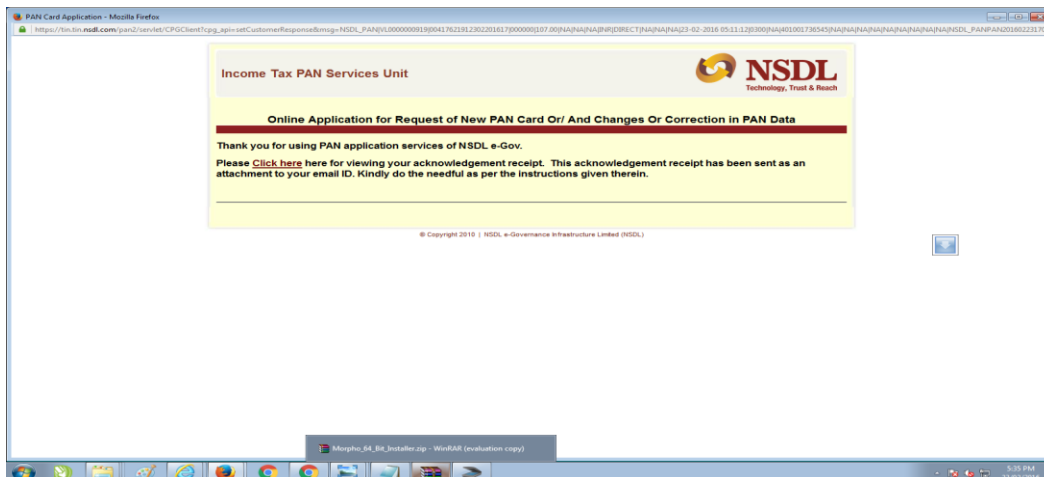 PAN Card Application - Mozilla Firefox
Income Tax PAN Services Unit
NSDL
Technology, Trust & Reach
Online Application for Request of New PAN Card Or/ And Changes Or Correction in PAN Data
Thank you for using PAN application services of NSDL e-Gov.
Please Click here here for viewing your acknowledgement receipt. This acknowledgement receipt has been sent as an
attachment to your email ID. Kindly do the needful as per the instructions given therein.
© Copyright 2010 | NSDL e-Governance Infrastructure Limited (NSDL)
Morpho_64_Bit_Installer.zip - WinRAR (evaluation copy)
5:35 PM